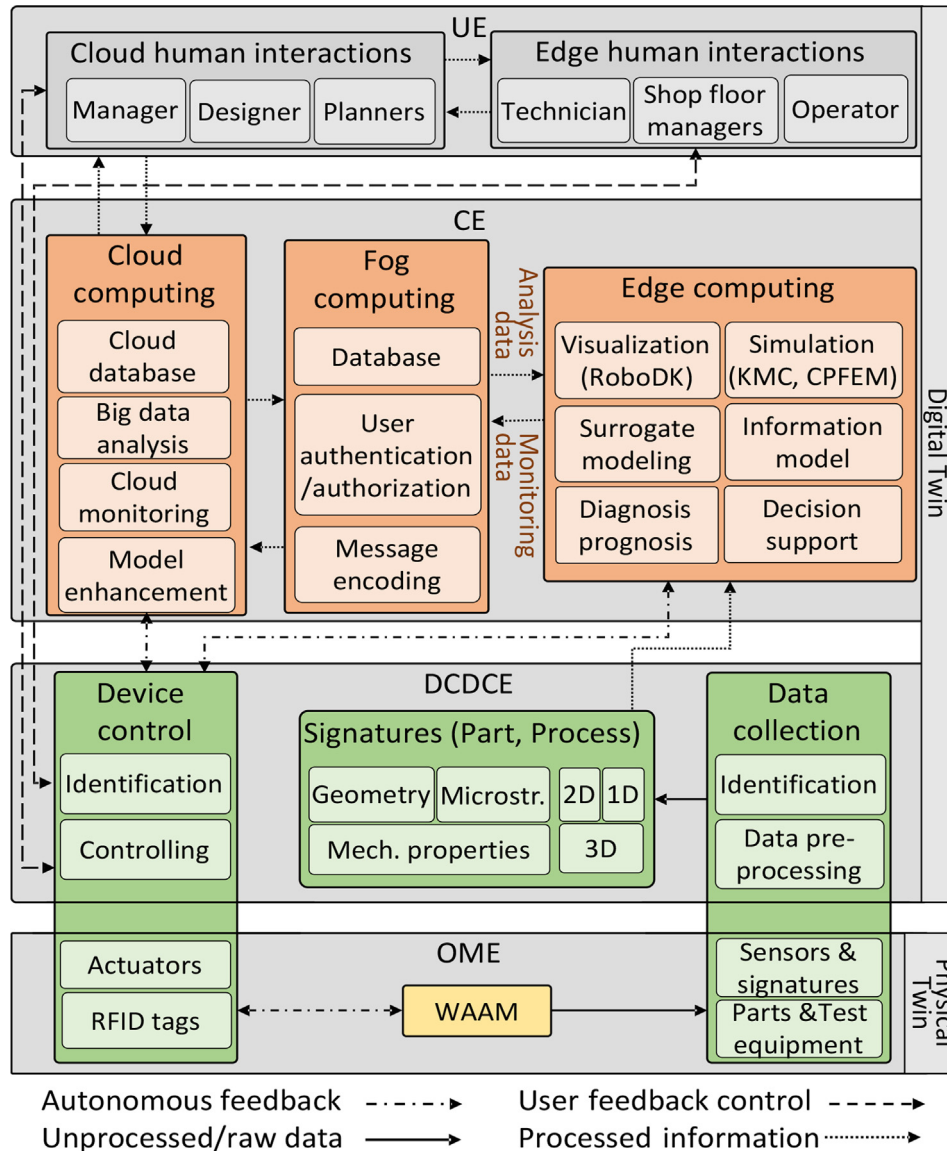 UE
Cloud human interactions
Manager
Designer
Planners
Edge human interactions
Technician
Shop floor
managers
Operator
CE
Cloud
computing
Cloud
database
Big data
analysis
Cloud
monitoring
Model
enhancement
Fog
computing
Database
User
authentication
/authorization
Message
encoding
Analysis
data
Monitoring
data
Edge computing
Visualization
(RoboDK)
Simulation
(KMC, CPFEM)
Surrogate
modeling
Information
model
Diagnosis
prognosis
Decision
support
Digital Twin
DCDCE
Device
control
Identification
Controlling
Signatures (Part, Process)
Geometry
Microstr.
2D
1D
Mech. properties
3D
Data
collection
Identification
Data pre-
processing
OME
Actuators
RFID tags
WAAM
Sensors &
signatures
Parts &Test
equipment
Physical
Twin
Autonomous feedback
User feedback control
Unprocessed/raw data
Processed information